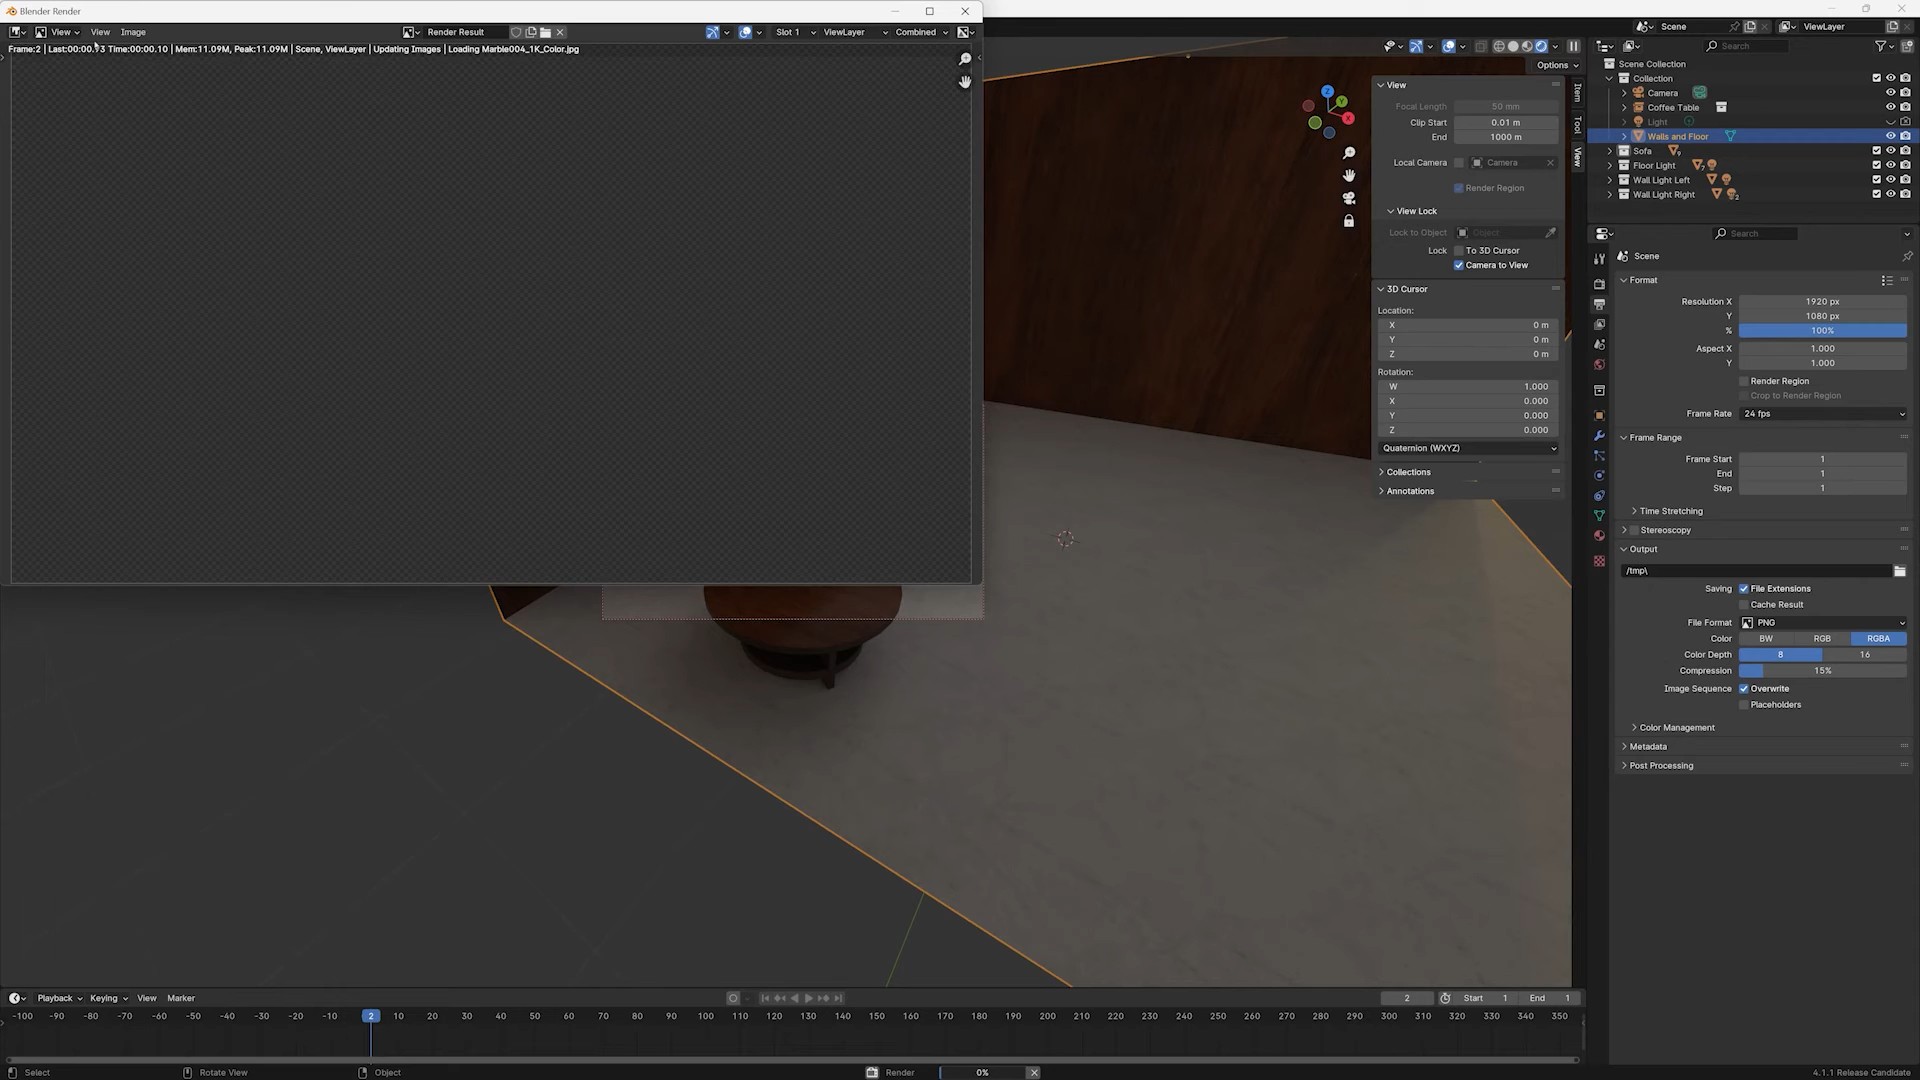 Blender Render
View
View
Image
Render Result
Slot 1
ViewLayer
Combined
Frame:2 | Last:00:00.73 Time:00:00.10 | Mem:11.09M, Peak:11.09M | Scene, ViewLayer | Updating Images | Loading Marble004_1K_Color.jpg
Scene
ViewLayer
Search
Options
View
Focal Length 50 mm
Clip Start 0.01 m
End 1000 m
Local Camera Camera
Render Region
View Lock
Lock to Object Object
Lock To 3D Cursor
Camera to View
3D Cursor
Location:
X 0 m
Y 0 m
Z 0 m
Rotation:
W 1.000
X 0.000
Y 0.000
Z 0.000
Quaternion (WXYZ)
Collections
Annotations
Item
Tool
View
Z
Y
X
Scene Collection
Collection
Camera
Coffee Table
Light
Walls and Floor
Sofa
Floor Light
Wall Light Left
Wall Light Right
Search
Scene
Format
Resolution X 1920 px
Y 1080 px
% 100%
Aspect X 1.000
Y 1.000
Render Region
Crop to Render Region
Frame Rate 24 fps
Frame Range
Frame Start 1
End 1
Step 1
Time Stretching
Stereoscopy
Output
/tmp\
Saving File Extensions
Cache Result
File Format PNG
Color BW RGB RGBA
Color Depth 8 16
Compression 15%
Image Sequence Overwrite
Placeholders
Color Management
Metadata
Post Processing
Playback
Keying
View
Marker
2
Start 1
End 1
-100 -90 -80 -70 -60 -50 -40 -30 -20 -10 2 10 20 30 40 50 60 70 80 90 100 110 120 130 140 150 160 170 180 190 200 210 220 230 240 250 260 270 280 290 300 310 320 330 340 350
Select
Rotate View
Object
Render
0%
4.1.1 Release Candidate